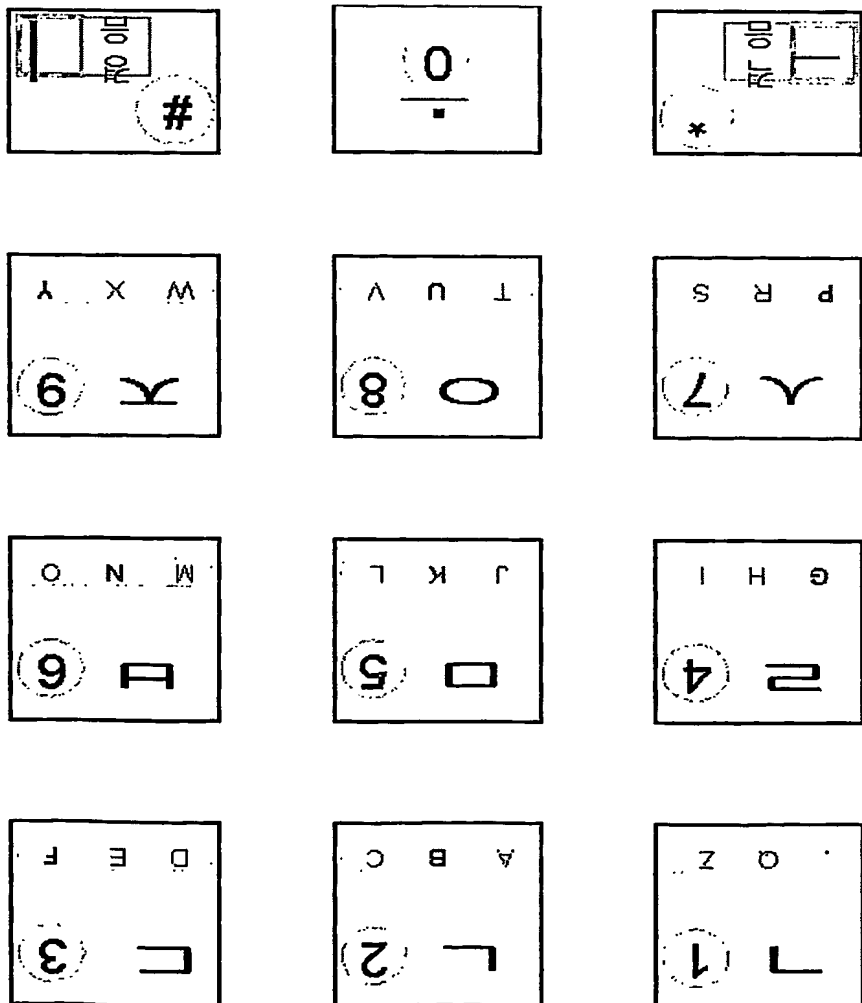 ㄱ 1 ㄴ 2 ㄷ 3
. Q Z A B C D E F
ㄹ 4 ㅁ 5 ㅂ 6
G H I J K L M N O
ㅅ 7 ㅇ 8 ㅈ 9
P R S T U V W X Y
* · #
0